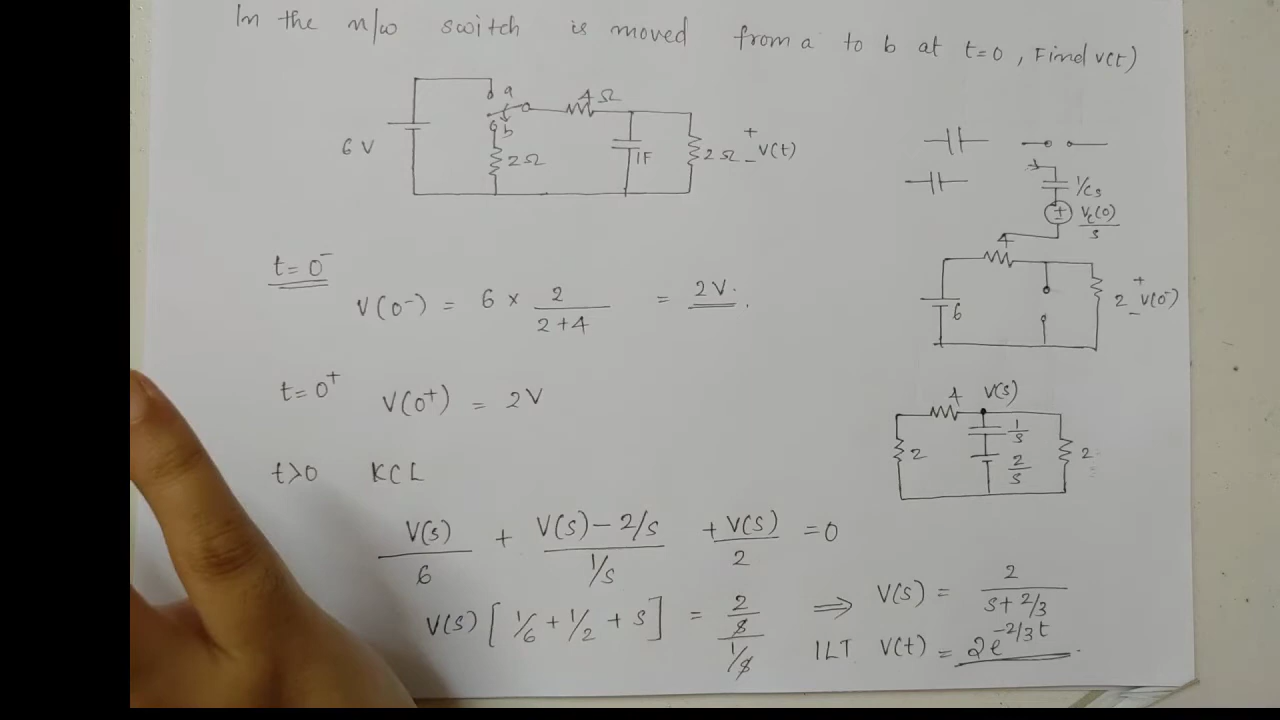 In the n/w switch is moved from a to b at t=0, Find v(t)
a
4Ω
b
6V
2Ω
1F
2Ω
+
V(t)
-
1/Cs
±
Vc(0)/s
t=0⁻
V(0⁻) = 6 × 2/(2+4) = 2V.
4
6
2
+
V(0⁻)
-
t=0⁺ V(0⁺) = 2V
4
V(s)
2
1/s
2/s
2
t>0 KCL
V(s)/6 + (V(s) - 2/s)/(1/s) + V(s)/2 = 0
V(s) [1/6 + 1/2 + s] = (2/s)/(1/s) ⟹ V(s) = 2/(s+2/3)
ILT V(t) = 2e^(-2/3t).